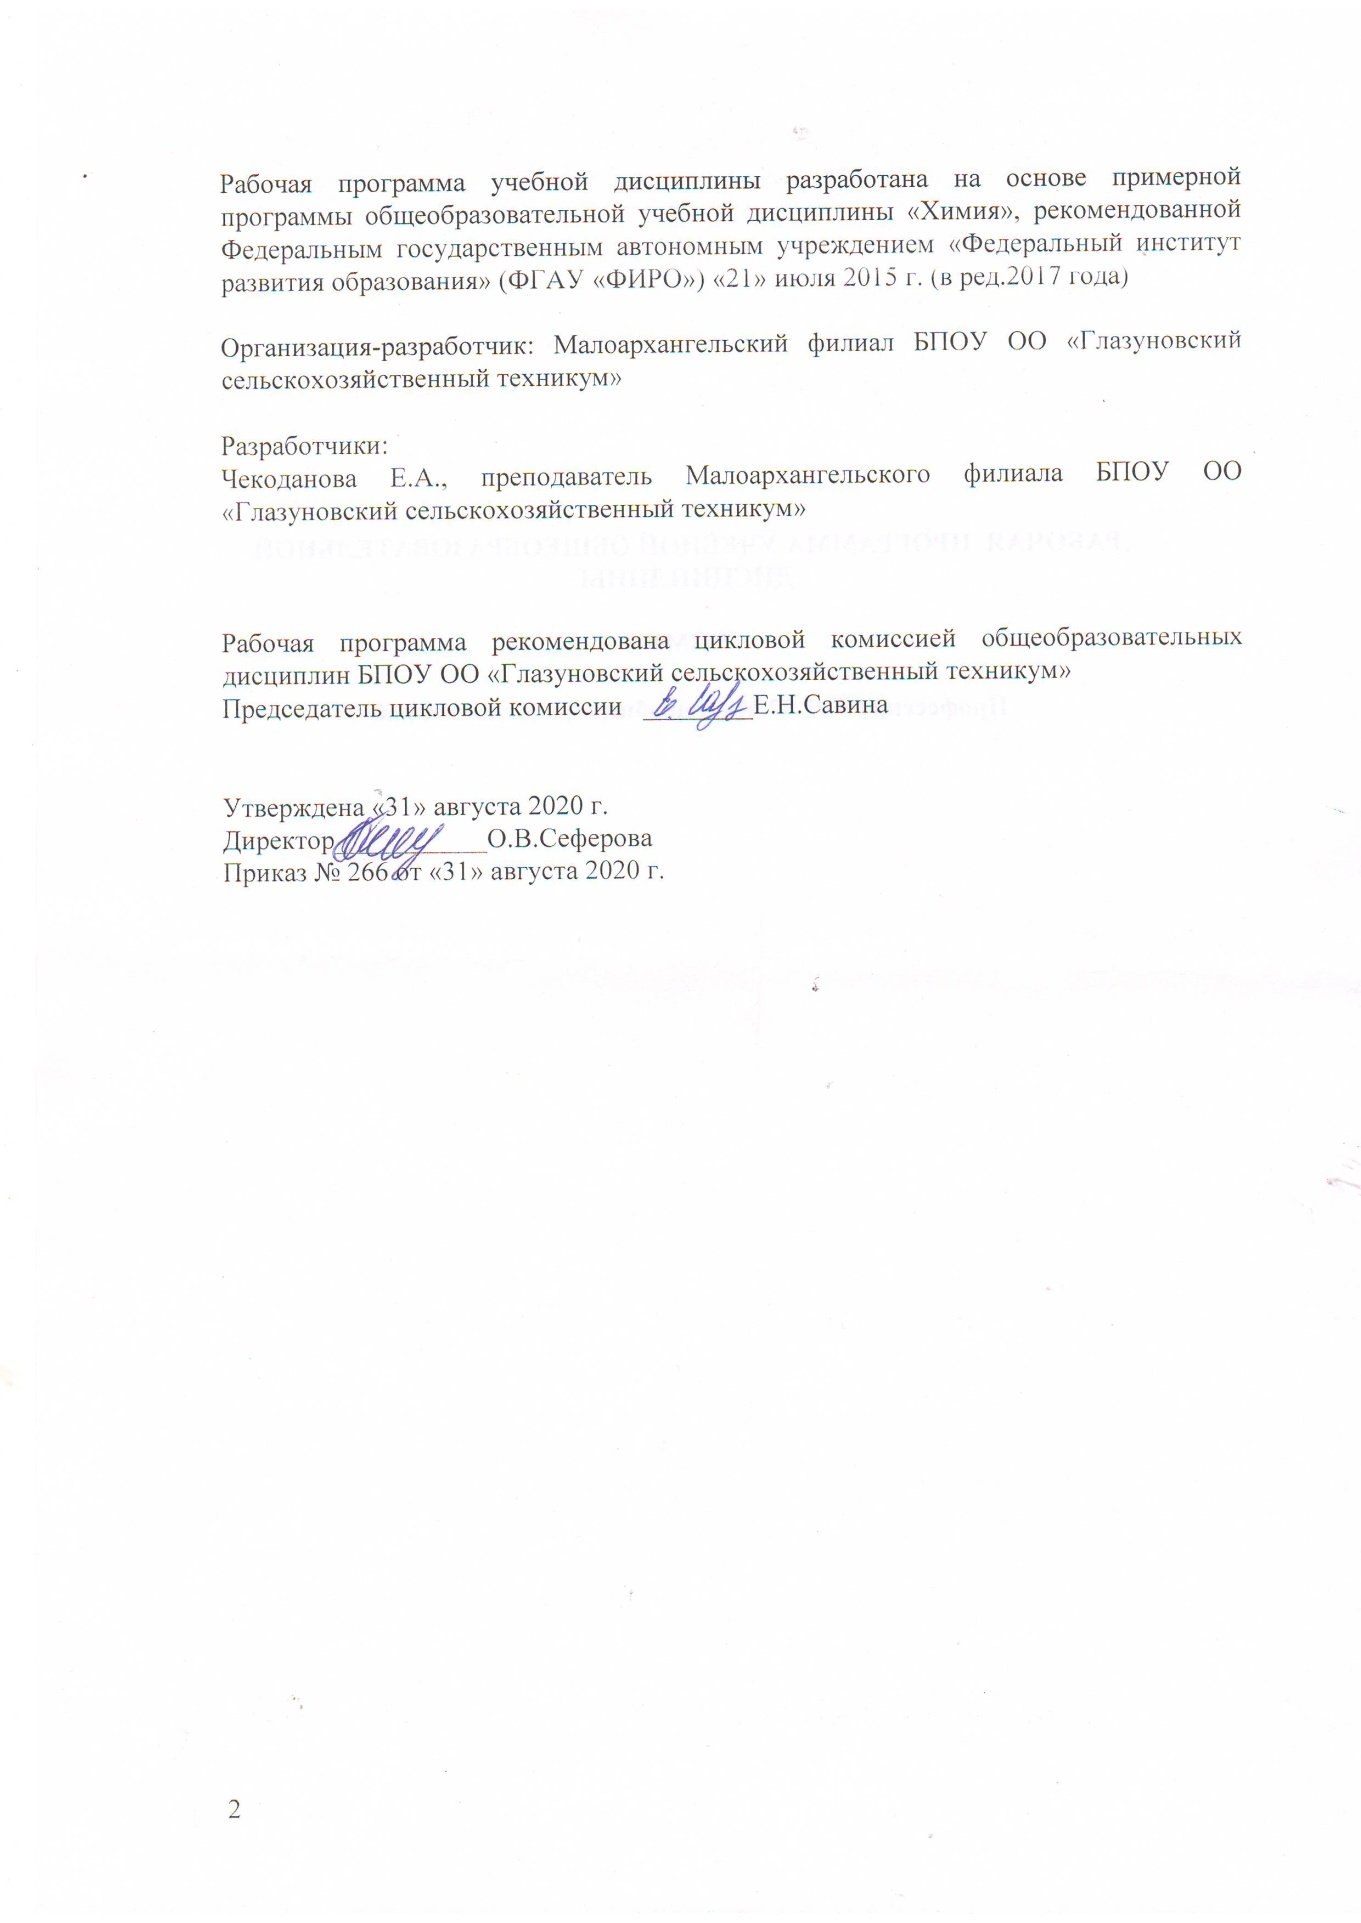 Рабочая программа учебной дисциплины разработана на основе примерной
программы общеобразовательной учебной дисциплины «Химия», рекомендованной
Федеральным государственным автономным учреждением «Федеральный институт
развития образования» (ФГАУ «ФИРО») «21» июля 2015 г. (в ред.2017 года)
Организация-разработчик: Малоархангельский филиал БПОУ ОО «Глазуновский
сельскохозяйственный техникум»
Разработчики:
Чекоданова Е.А., преподаватель Малоархангельского филиала БПОУ ОО
«Глазуновский сельскохозяйственный техникум»
Рабочая программа рекомендована цикловой комиссией общеобразовательных
дисциплин БПОУ ОО «Глазуновский сельскохозяйственный техникум»
Председатель цикловой комиссии ________Е.Н.Савина
Утверждена «31» августа 2020 г.
Директор___________О.В.Сеферова
Приказ № 266 от «31» августа 2020 г.
2